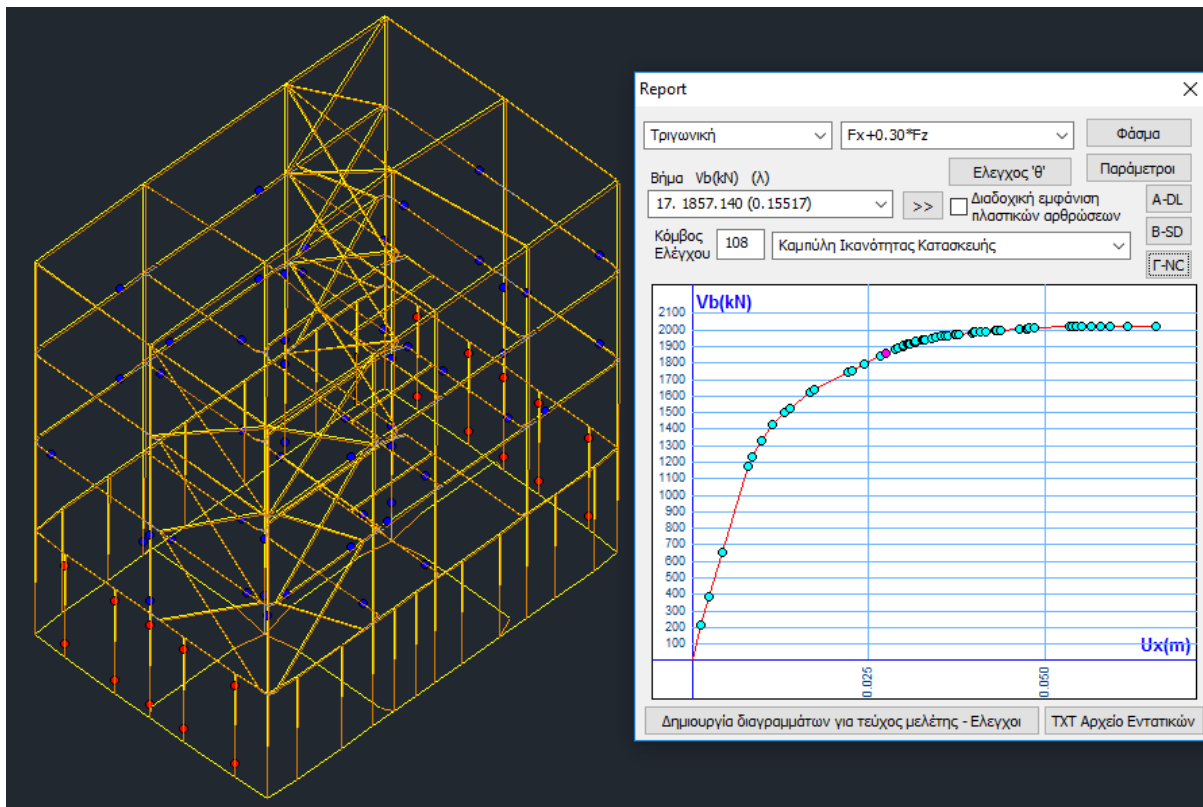 Report
Τριγωνική
Fx+0.30*Fz
Φάσμα
Ελεγχος 'θ'
Παράμετροι
Βήμα Vb(kN) (λ)
17. 1857.140 (0.15517)
>>
Διαδοχική εμφάνιση
πλαστικών αρθρώσεων
A-DL
B-SD
Γ-NC
Κόμβος
Ελέγχου
108
Καμπύλη Ικανότητας Κατασκευής
Vb(kN)
2100
2000
1900
1800
1700
1600
1500
1400
1300
1200
1100
1000
900
800
700
600
500
400
300
200
100
Ux(m)
0.025
0.050
Δημιουργία διαγραμμάτων για τεύχος μελέτης - Ελεγχοι
TXT Αρχείο Εντατικών